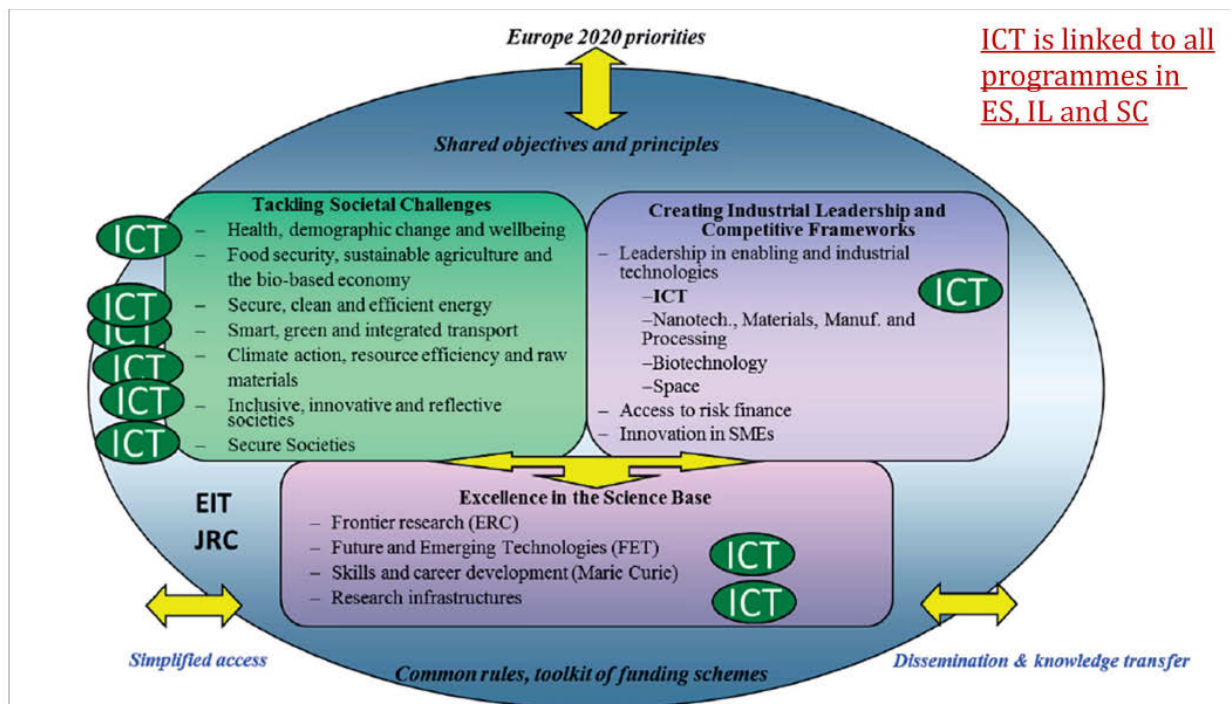 Europe 2020 priorities
ICT is linked to all
programmes in
ES, IL and SC
Shared objectives and principles
Tackling Societal Challenges
ICT
– Health, demographic change and wellbeing
– Food security, sustainable agriculture and
the bio-based economy
ICT
– Secure, clean and efficient energy
ICT
– Smart, green and integrated transport
ICT
– Climate action, resource efficiency and raw
materials
ICT
– Inclusive, innovative and reflective
societies
ICT
– Secure Societies
Creating Industrial Leadership and
Competitive Frameworks
– Leadership in enabling and industrial
technologies
ICT
–ICT
–Nanotech., Materials, Manuf. and
Processing
–Biotechnology
–Space
– Access to risk finance
– Innovation in SMEs
EIT
JRC
Excellence in the Science Base
– Frontier research (ERC)
– Future and Emerging Technologies (FET)
ICT
– Skills and career development (Marie Curie)
– Research infrastructures
ICT
Simplified access
Common rules, toolkit of funding schemes
Dissemination & knowledge transfer